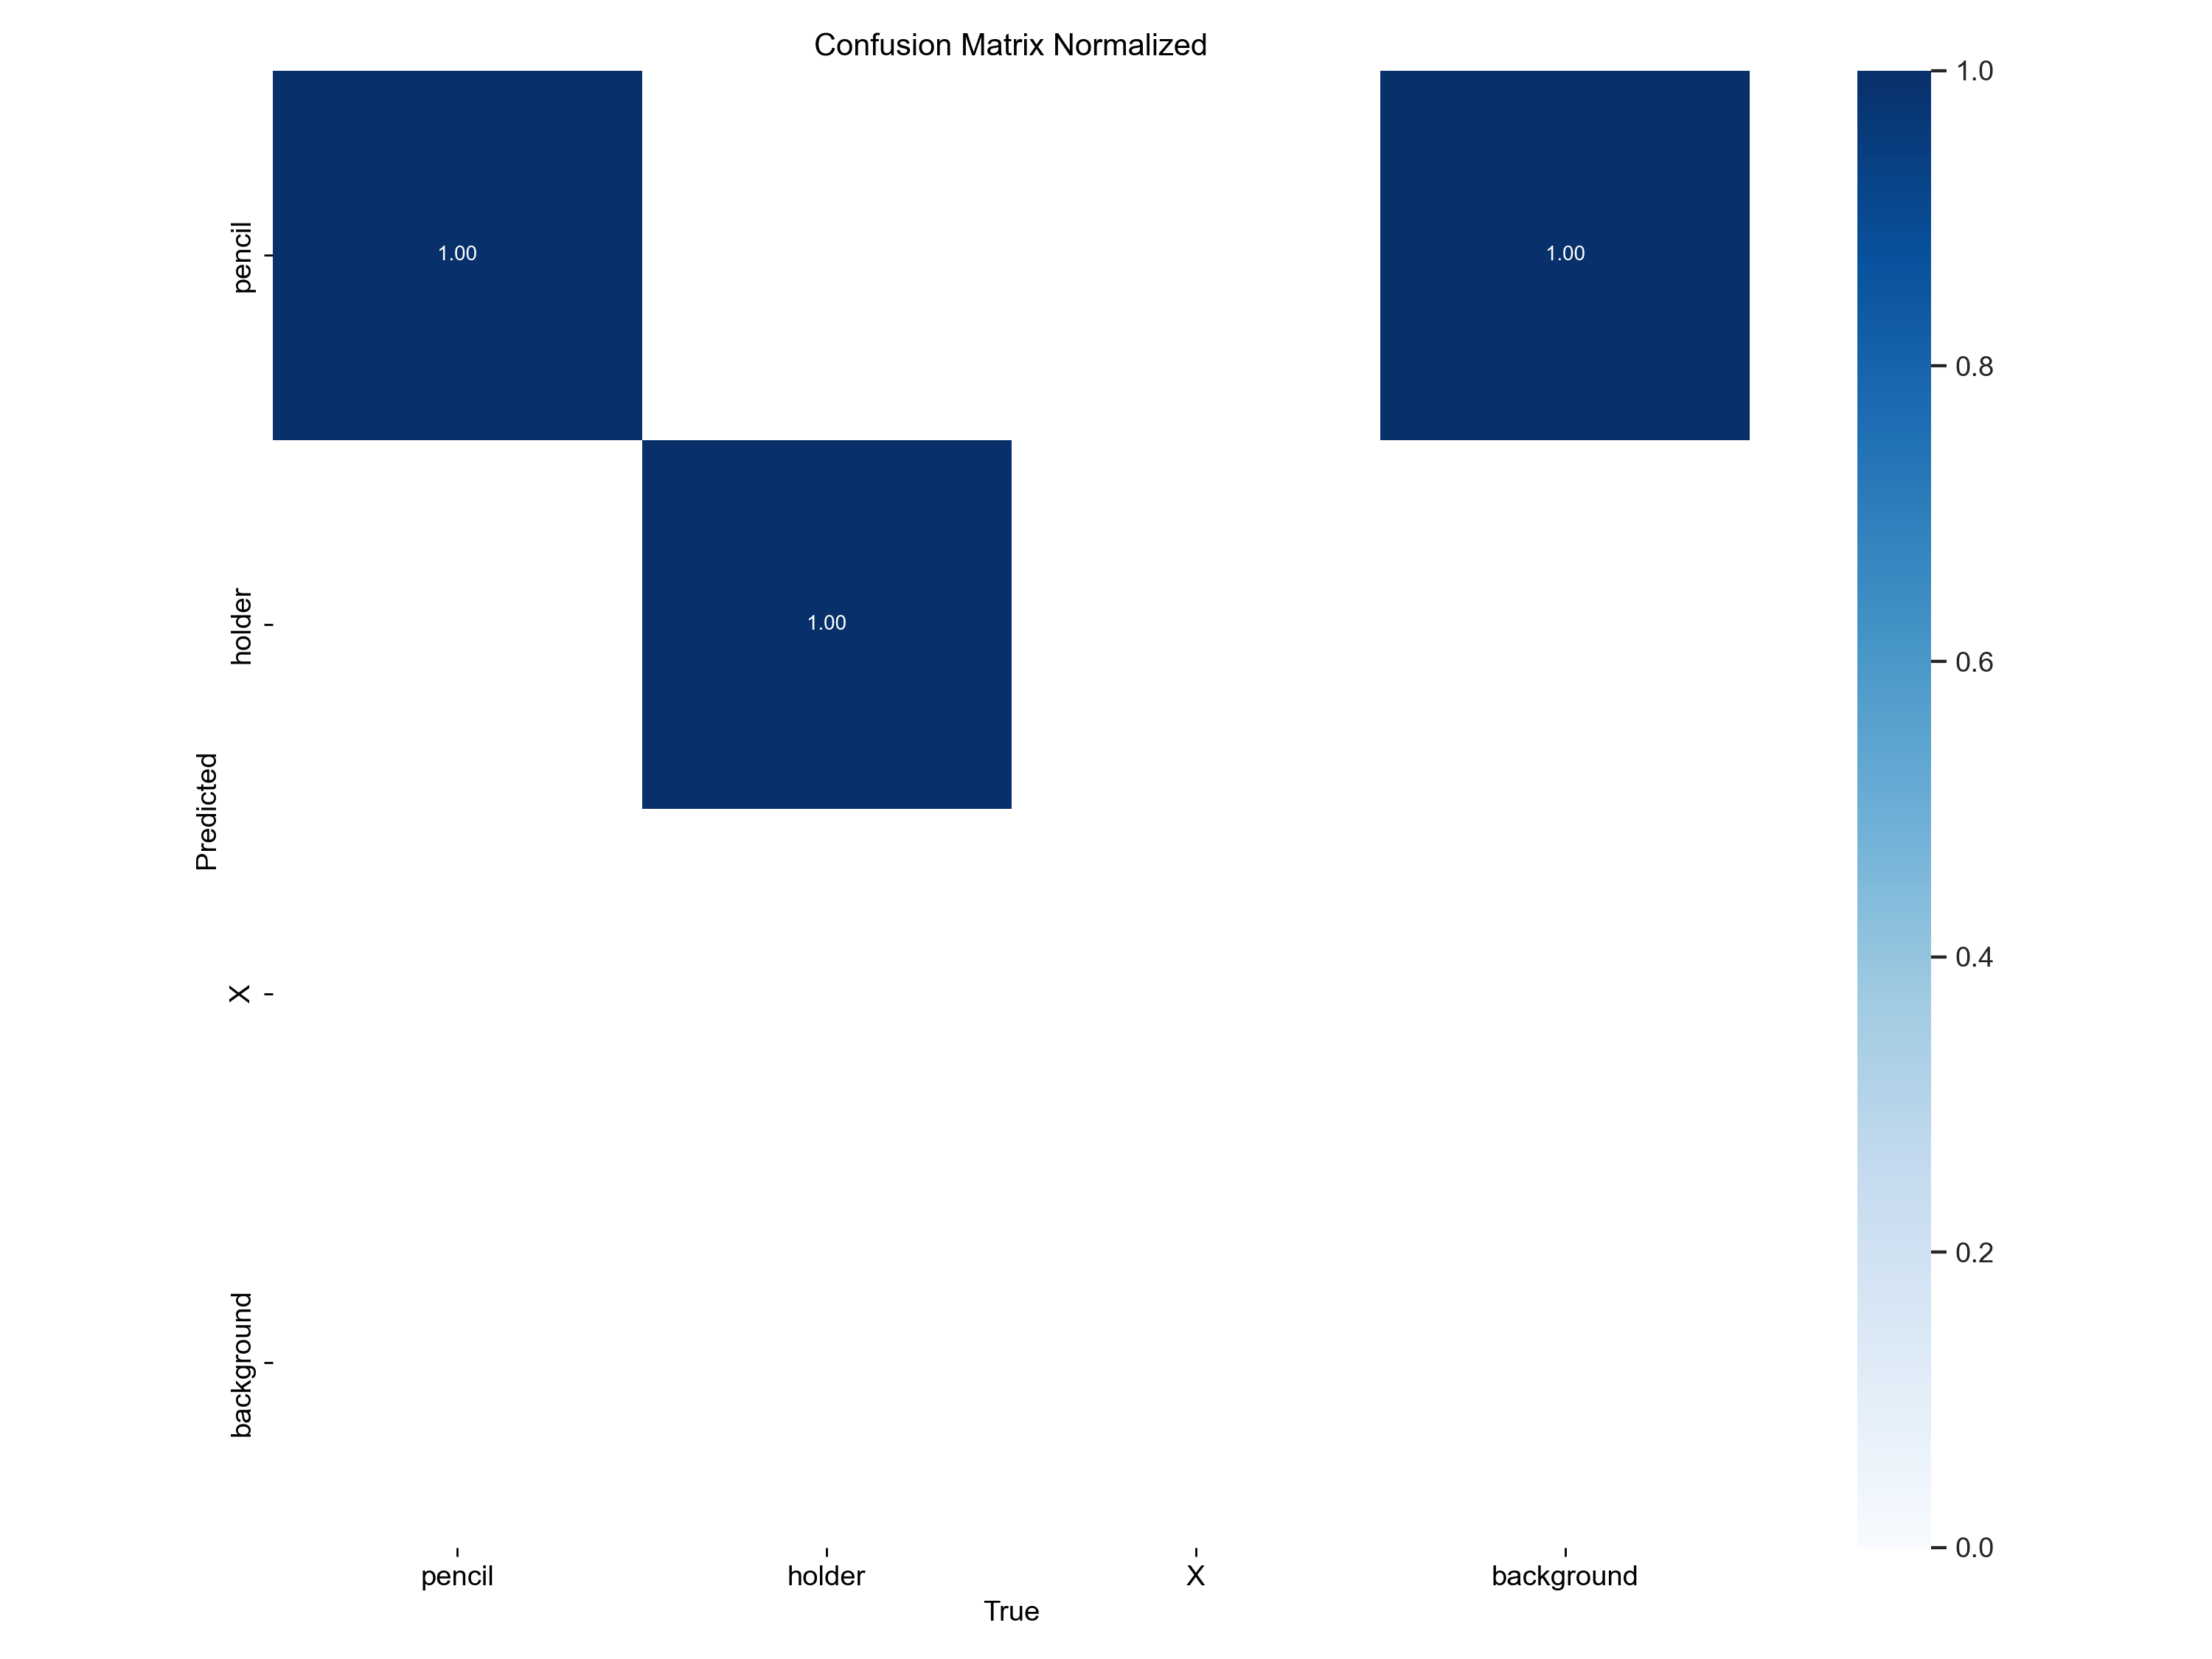 Confusion Matrix Normalized
1.0
pencil
1.00
1.00
0.8
holder
1.00
0.6
Predicted
X
0.4
background
0.2
0.0
pencil
holder
X
background
True